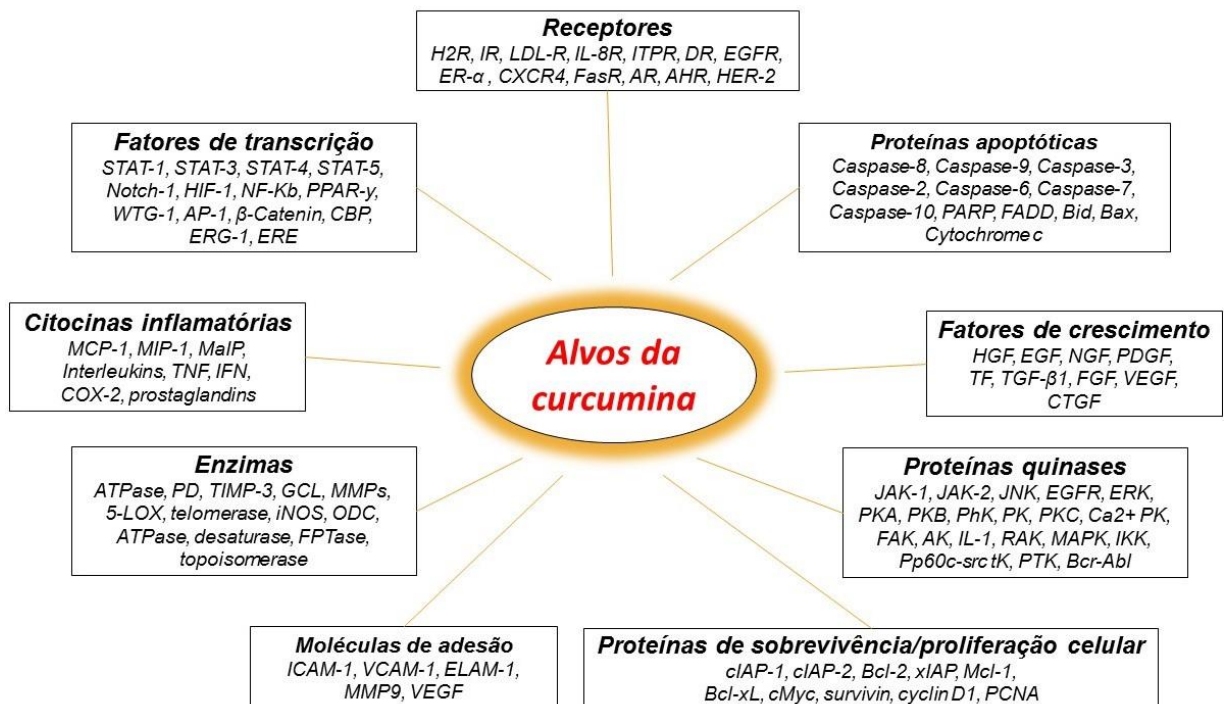 Receptores
H2R, IR, LDL-R, IL-8R, ITPR, DR, EGFR,
ER-α , CXCR4, FasR, AR, AHR, HER-2
Fatores de transcrição
STAT-1, STAT-3, STAT-4, STAT-5,
Notch-1, HIF-1, NF-Kb, PPAR-y,
WTG-1, AP-1, β-Catenin, CBP,
ERG-1, ERE
Proteínas apoptóticas
Caspase-8, Caspase-9, Caspase-3,
Caspase-2, Caspase-6, Caspase-7,
Caspase-10, PARP, FADD, Bid, Bax,
Cytochrome c
Citocinas inflamatórias
MCP-1, MIP-1, MaIP,
Interleukins, TNF, IFN,
COX-2, prostaglandins
Alvos da
curcumina
Fatores de crescimento
HGF, EGF, NGF, PDGF,
TF, TGF-β1, FGF, VEGF,
CTGF
Enzimas
ATPase, PD, TIMP-3, GCL, MMPs,
5-LOX, telomerase, iNOS, ODC,
ATPase, desaturase, FPTase,
topoisomerase
Proteínas quinases
JAK-1, JAK-2, JNK, EGFR, ERK,
PKA, PKB, PhK, PK, PKC, Ca2+ PK,
FAK, AK, IL-1, RAK, MAPK, IKK,
Pp60c-src tK, PTK, Bcr-Abl
Moléculas de adesão
ICAM-1, VCAM-1, ELAM-1,
MMP9, VEGF
Proteínas de sobrevivência/proliferação celular
cIAP-1, cIAP-2, Bcl-2, xIAP, Mcl-1,
Bcl-xL, cMyc, survivin, cyclin D1, PCNA